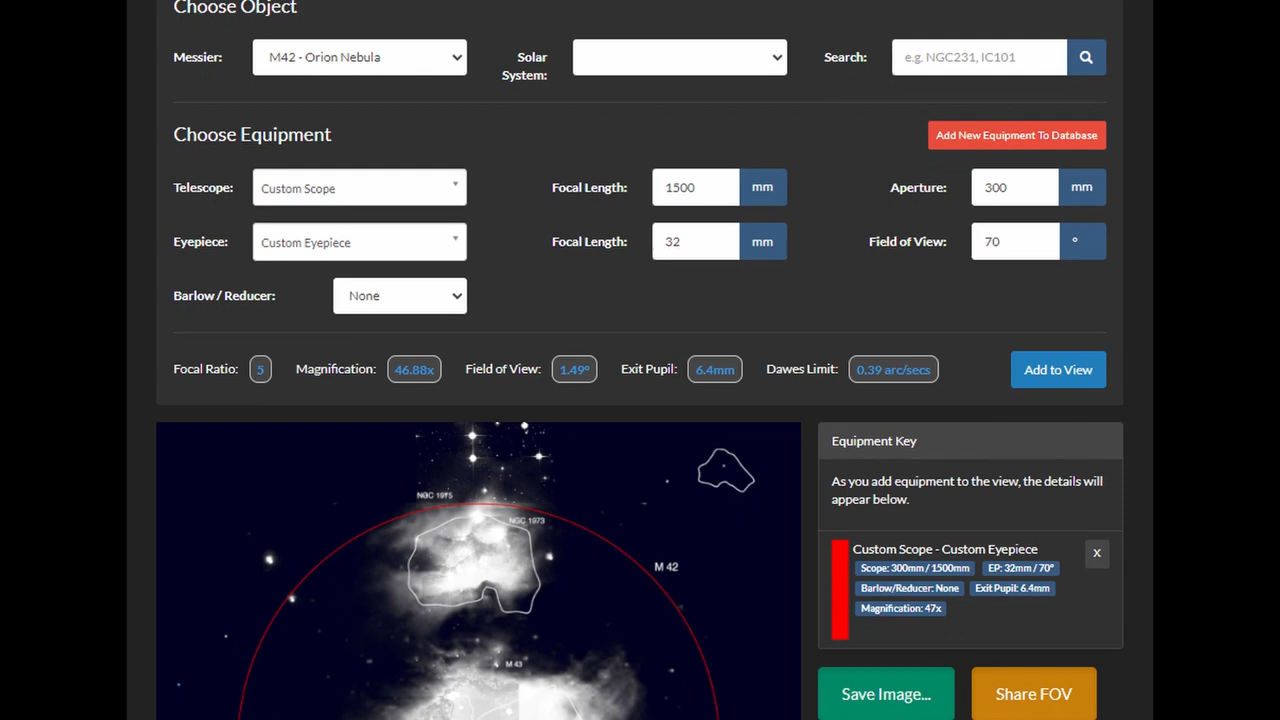 Choose Object
Messier: M42 - Orion Nebula Solar System: Search: e.g. NGC231, IC101
Choose Equipment Add New Equipment To Database
Telescope: Custom Scope Focal Length: 1500 mm Aperture: 300 mm
Eyepiece: Custom Eyepiece Focal Length: 32 mm Field of View: 70 °
Barlow / Reducer: None
Focal Ratio: 5 Magnification: 46.88x Field of View: 1.49° Exit Pupil: 6.4mm Dawes Limit: 0.39 arc/secs Add to View
NGC 1975
NGC 1973
M 42
M 43
Equipment Key
As you add equipment to the view, the details will
appear below.
Custom Scope - Custom Eyepiece X
Scope: 300mm / 1500mm EP: 32mm / 70°
Barlow/Reducer: None Exit Pupil: 6.4mm
Magnification: 47x
Save Image... Share FOV